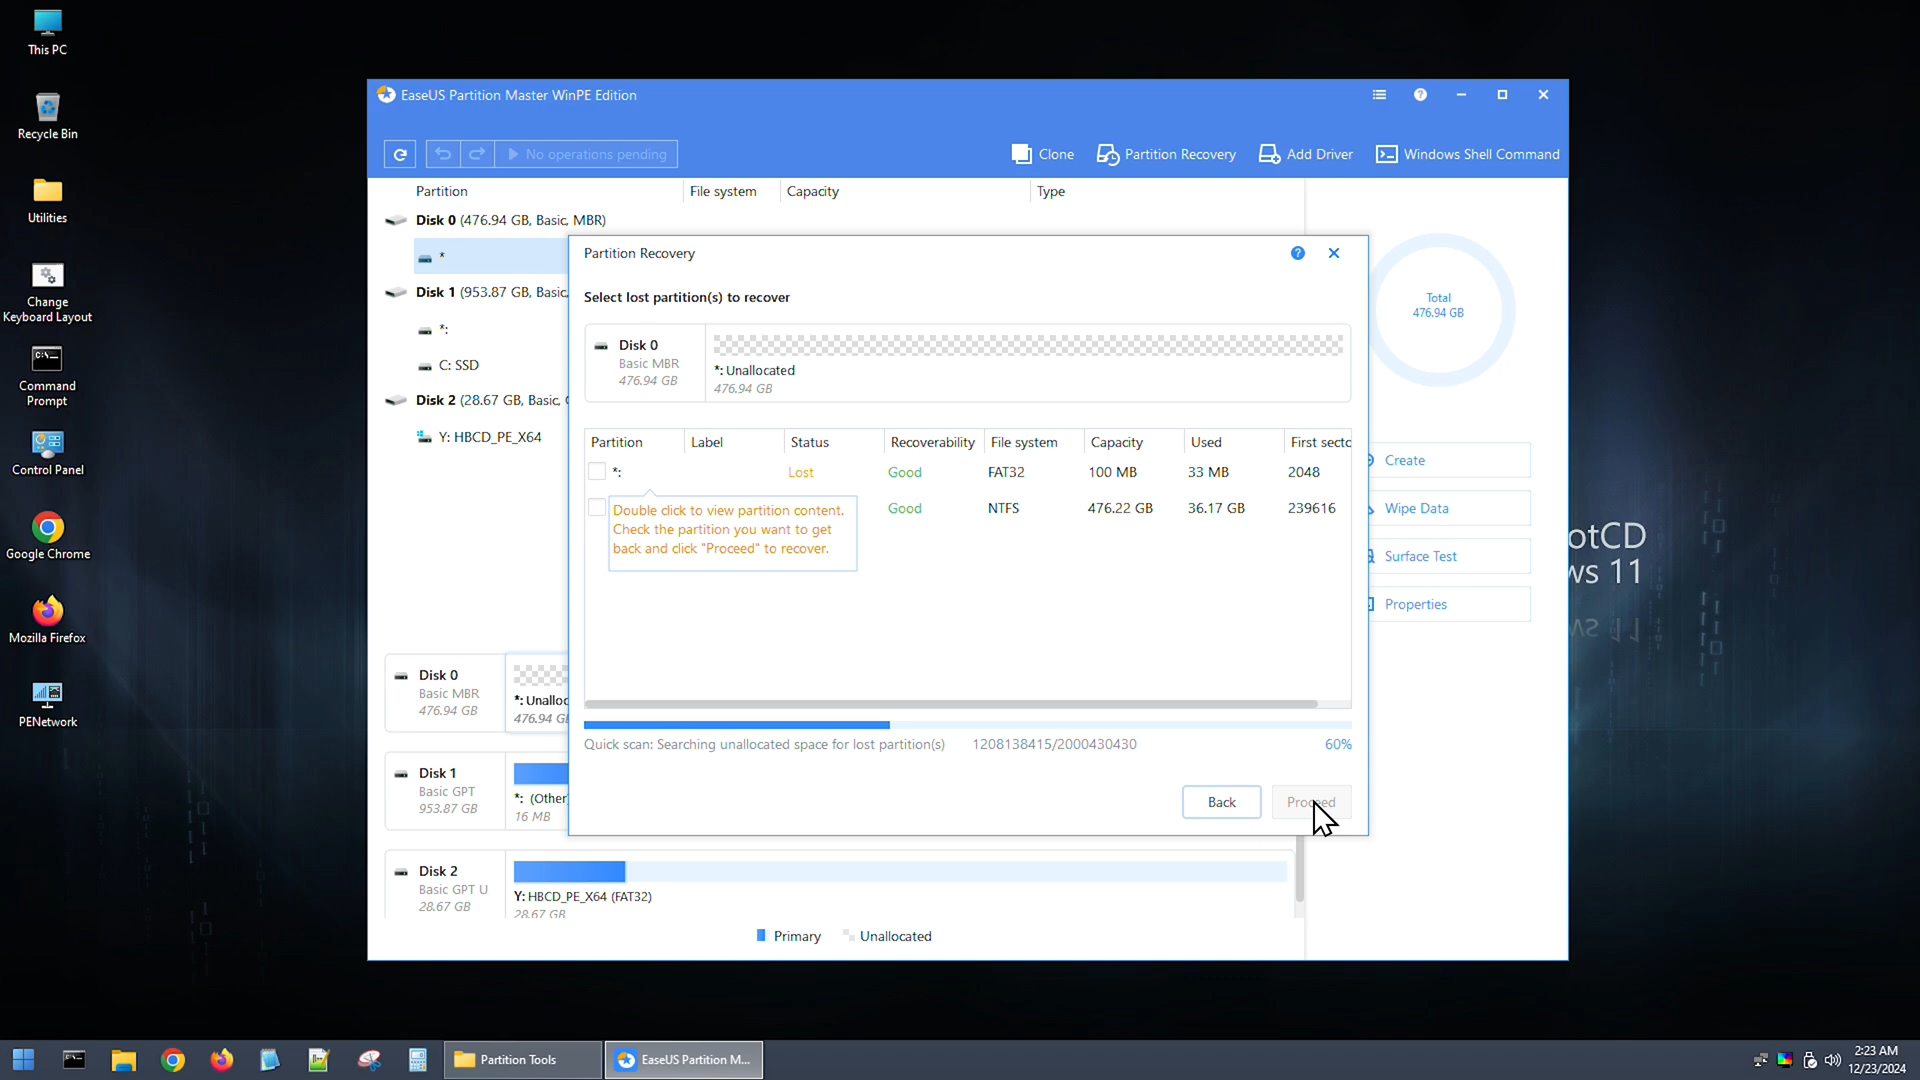 This PC
Recycle Bin
Utilities
Change
Keyboard Layout
Command
Prompt
Control Panel
Google Chrome
Mozilla Firefox
PENetwork
EaseUS Partition Master WinPE Edition
No operations pending
Clone
Partition Recovery
Add Driver
Windows Shell Command
Partition
File system
Capacity
Type
Disk 0 (476.94 GB, Basic, MBR)
*
Disk 1 (953.87 GB, Basic,
*:
C: SSD
Disk 2 (28.67 GB, Basic,
Y: HBCD_PE_X64
Partition Recovery
Select lost partition(s) to recover
Disk 0
Basic MBR
476.94 GB
*: Unallocated
476.94 GB
Partition Label Status Recoverability File system Capacity Used First secto
*: Lost Good FAT32 100 MB 33 MB 2048
Good NTFS 476.22 GB 36.17 GB 239616
Double click to view partition content.
Check the partition you want to get
back and click "Proceed" to recover.
Quick scan: Searching unallocated space for lost partition(s) 1208138415/2000430430 60%
Back
Proceed
Total
476.94 GB
Create
Wipe Data
Surface Test
Properties
otCD
ws 11
Disk 0
Basic MBR
476.94 GB
*: Unalloc
476.94 GB
Disk 1
Basic GPT
953.87 GB
*: (Other)
16 MB
Disk 2
Basic GPT U
28.67 GB
Y: HBCD_PE_X64 (FAT32)
28.67 GB
Primary
Unallocated
Partition Tools
EaseUS Partition M...
2:23 AM
12/23/2024